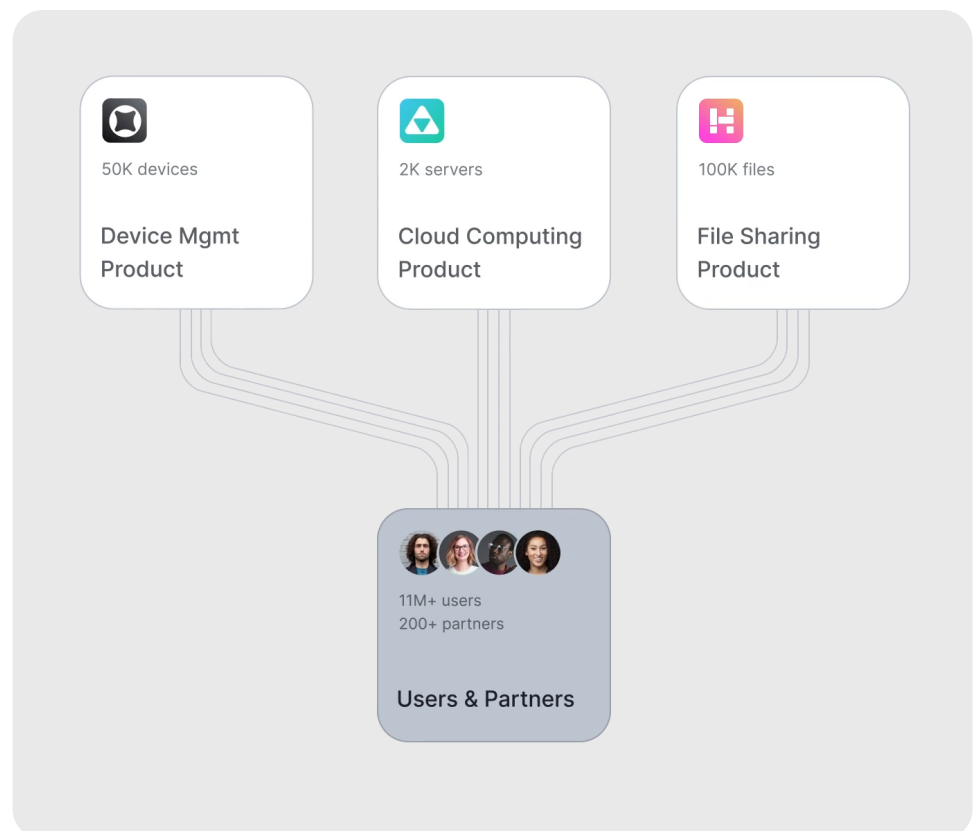 50K devices
Device Mgmt
Product
2K servers
Cloud Computing
Product
100K files
File Sharing
Product
11M+ users
200+ partners
Users & Partners